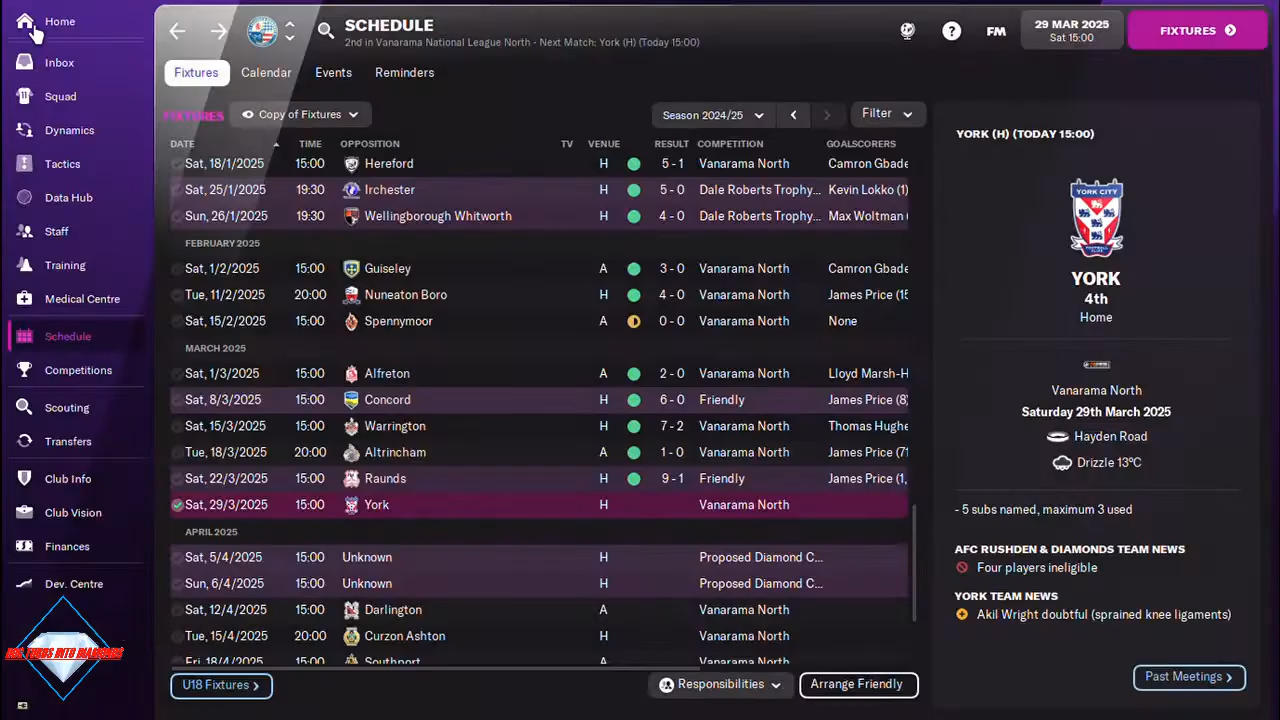 Home
Inbox
Squad
Dynamics
Tactics
Data Hub
Staff
Training
Medical Centre
Schedule
Competitions
Scouting
Transfers
Club Info
Club Vision
Finances
Dev. Centre
SCHEDULE
2nd in Vanarama National League North - Next Match: York (H) (Today 15:00)
? FM
29 MAR 2025
Sat 15:00
FIXTURES
Fixtures Calendar Events Reminders
FIXTURES Copy of Fixtures Season 2024/25 Filter
DATE TIME OPPOSITION TV VENUE RESULT COMPETITION GOALSCORERS
Sat, 18/1/2025 15:00 Hereford H 5 - 1 Vanarama North Camron Gbade
Sat, 25/1/2025 19:30 Irchester H 5 - 0 Dale Roberts Trophy... Kevin Lokko (1)
Sun, 26/1/2025 19:30 Wellingborough Whitworth H 4 - 0 Dale Roberts Trophy... Max Woltman (
FEBRUARY 2025
Sat, 1/2/2025 15:00 Guiseley A 3 - 0 Vanarama North Camron Gbade
Tue, 11/2/2025 20:00 Nuneaton Boro H 4 - 0 Vanarama North James Price (15
Sat, 15/2/2025 15:00 Spennymoor A 0 - 0 Vanarama North None
MARCH 2025
Sat, 1/3/2025 15:00 Alfreton A 2 - 0 Vanarama North Lloyd Marsh-H
Sat, 8/3/2025 15:00 Concord H 6 - 0 Friendly James Price (8
Sat, 15/3/2025 15:00 Warrington H 7 - 2 Vanarama North Thomas Hughe
Tue, 18/3/2025 20:00 Altrincham A 1 - 0 Vanarama North James Price (71
Sat, 22/3/2025 15:00 Raunds H 9 - 1 Friendly James Price (1,
Sat, 29/3/2025 15:00 York H Vanarama North
APRIL 2025
Sat, 5/4/2025 15:00 Unknown H Proposed Diamond C...
Sun, 6/4/2025 15:00 Unknown H Proposed Diamond C...
Sat, 12/4/2025 15:00 Darlington A Vanarama North
Tue, 15/4/2025 20:00 Curzon Ashton H Vanarama North
Fri, 18/4/2025 15:00 Southport A Vanarama North
U18 Fixtures Responsibilities Arrange Friendly
YORK (H) (TODAY 15:00)
YORK CITY
YORK
4th
Home
Vanarama North
Saturday 29th March 2025
Hayden Road
Drizzle 13ºC
- 5 subs named, maximum 3 used
AFC RUSHDEN & DIAMONDS TEAM NEWS
Four players ineligible
YORK TEAM NEWS
Akil Wright doubtful (sprained knee ligaments)
Past Meetings